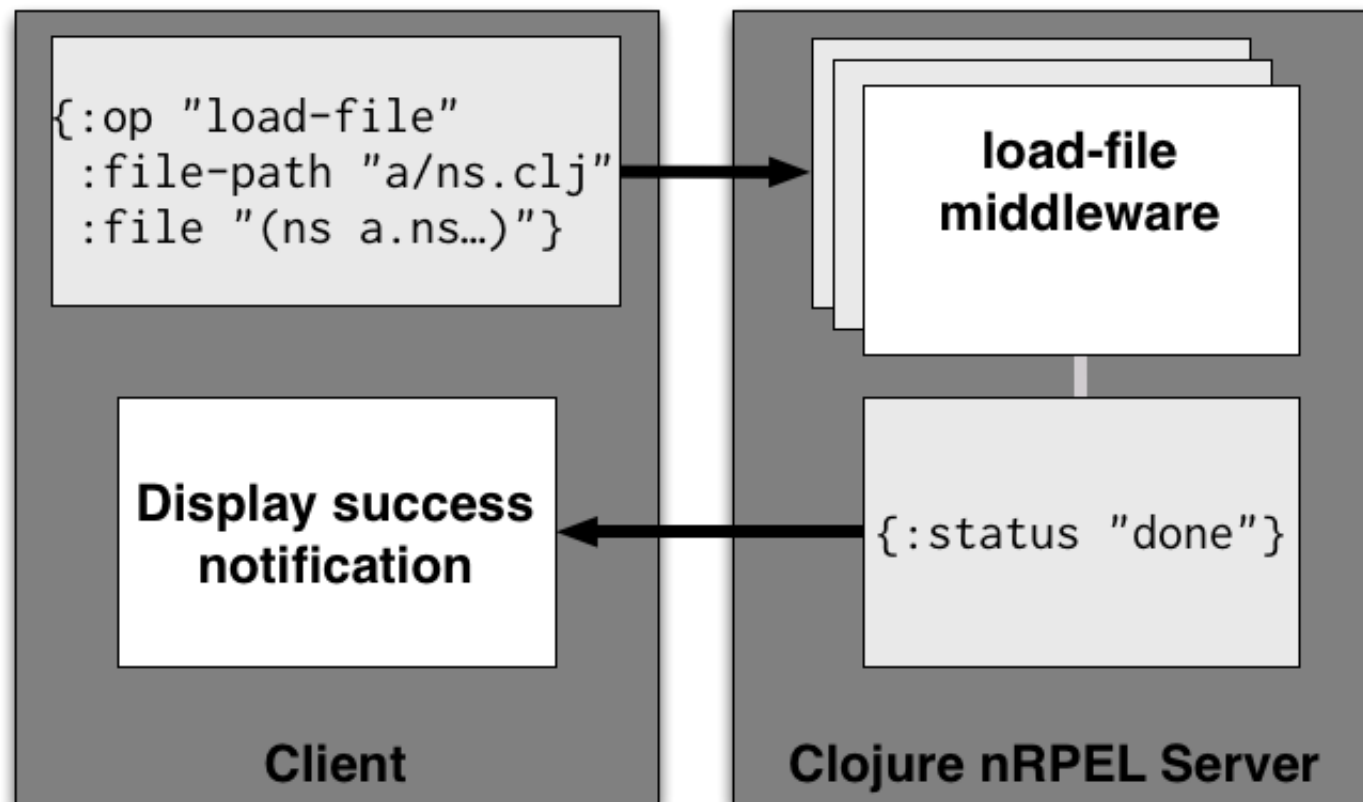 {:op "load-file"
:file-path "a/ns.clj"
:file "(ns a.ns…)"}
load-file
middleware
Display success
notification
{:status "done"}
Client
Clojure nRPEL Server